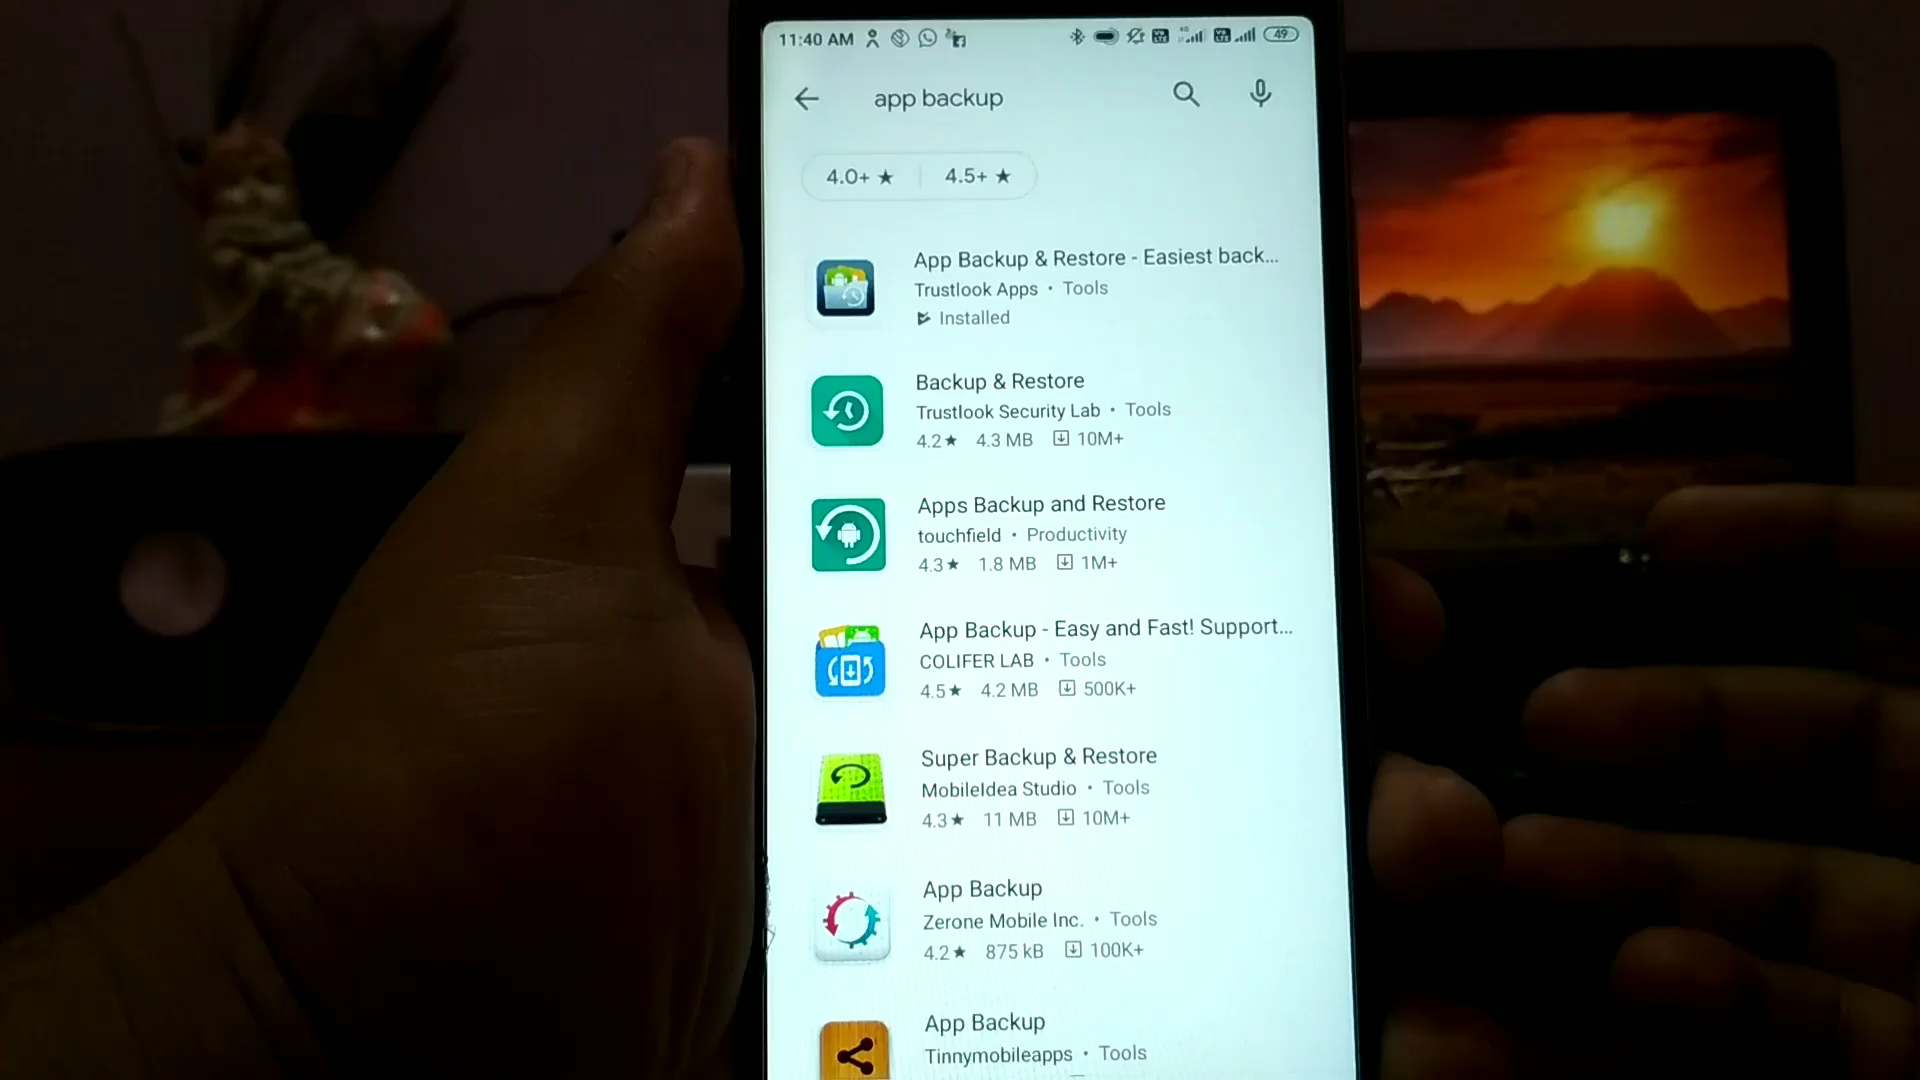 11:40 AM
49
app backup
4.0+ ★
4.5+ ★
App Backup & Restore - Easiest back...
Trustlook Apps • Tools
Installed
Backup & Restore
Trustlook Security Lab • Tools
4.2★ 4.3 MB 10M+
Apps Backup and Restore
touchfield • Productivity
4.3★ 1.8 MB 1M+
App Backup - Easy and Fast! Support...
COLIFER LAB • Tools
4.5★ 4.2 MB 500K+
Super Backup & Restore
MobileIdea Studio • Tools
4.3★ 11 MB 10M+
App Backup
Zerone Mobile Inc. • Tools
4.2★ 875 kB 100K+
App Backup
Tinnymobileapps • Tools